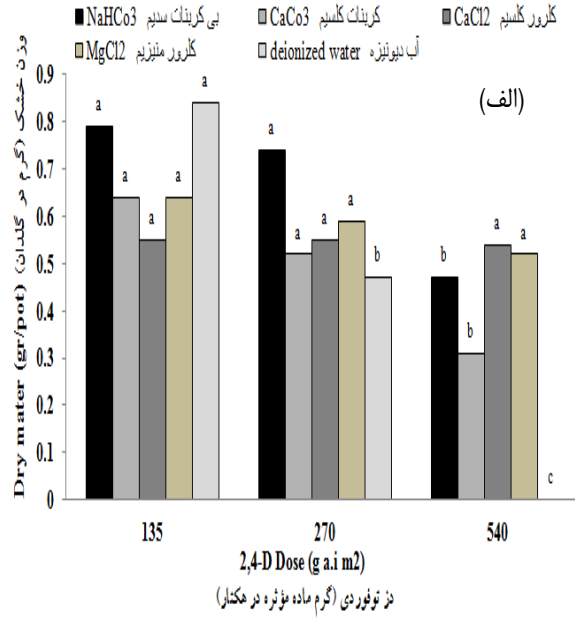 NaHCo3 بی کربنات سدیم CaCo3 کربنات کلسیم CaCl2 کلرور کلسیم
MgCl2 کلرور منیزیم deionized water آب دیونیزه
(الف)
Dry mater (gr/pot) وزن خشک (گرم در گلدان)
0.9
0.8
0.7
0.6
0.5
0.4
0.3
0.2
0.1
0
a a a a a
a a a a b
b b a a c
135 270 540
2,4-D Dose (g a.i m2)
دز توفوردی (گرم ماده مؤثره در هکتار)